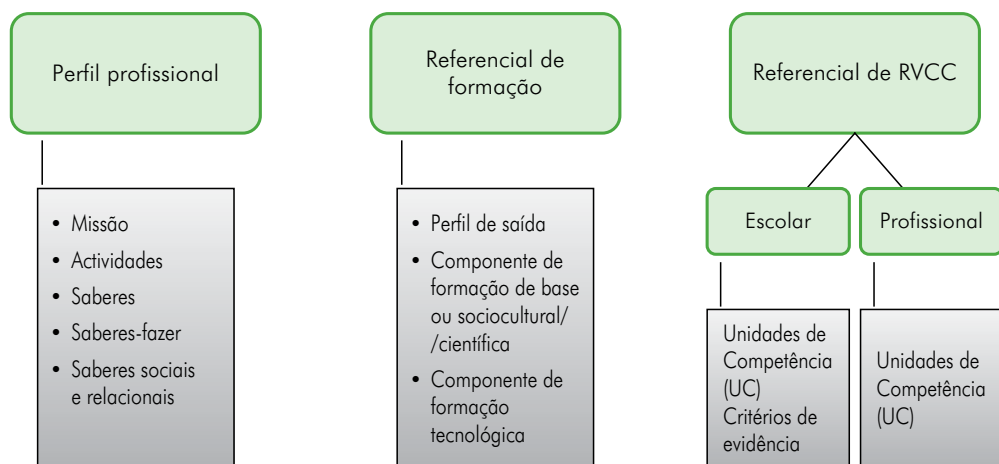 Perfil profissional
• Missão
• Actividades
• Saberes
• Saberes-fazer
• Saberes sociais
e relacionais
Referencial de
formação
• Perfil de saída
• Componente de
formação de base
ou sociocultural/
/científica
• Componente de
formação
tecnológica
Referencial de RVCC
Escolar
Unidades de
Competência
(UC)
Critérios de
evidência
Profissional
Unidades de
Competência
(UC)